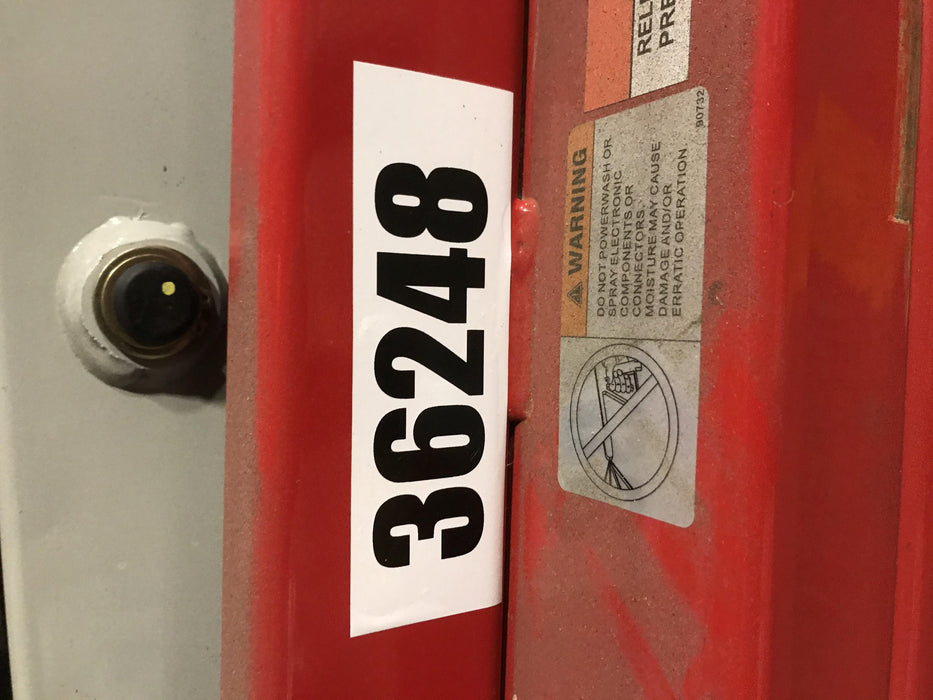 36248
WARNING
DO NOT POWERWASH OR
SPRAY ELECTRONIC
COMPONENTS OR
CONNECTORS.
MOISTURE MAY CAUSE
DAMAGE AND/OR
ERRATIC OPERATION
90732